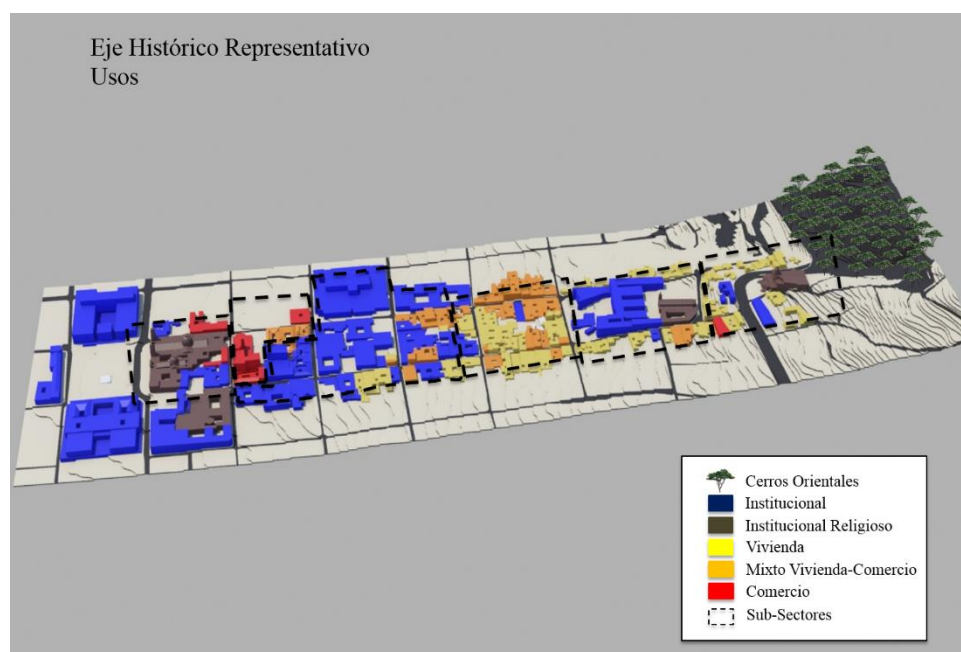 Eje Histórico Representativo
Usos
Cerros Orientales
Institucional
Institucional Religioso
Vivienda
Mixto Vivienda-Comercio
Comercio
Sub-Sectores